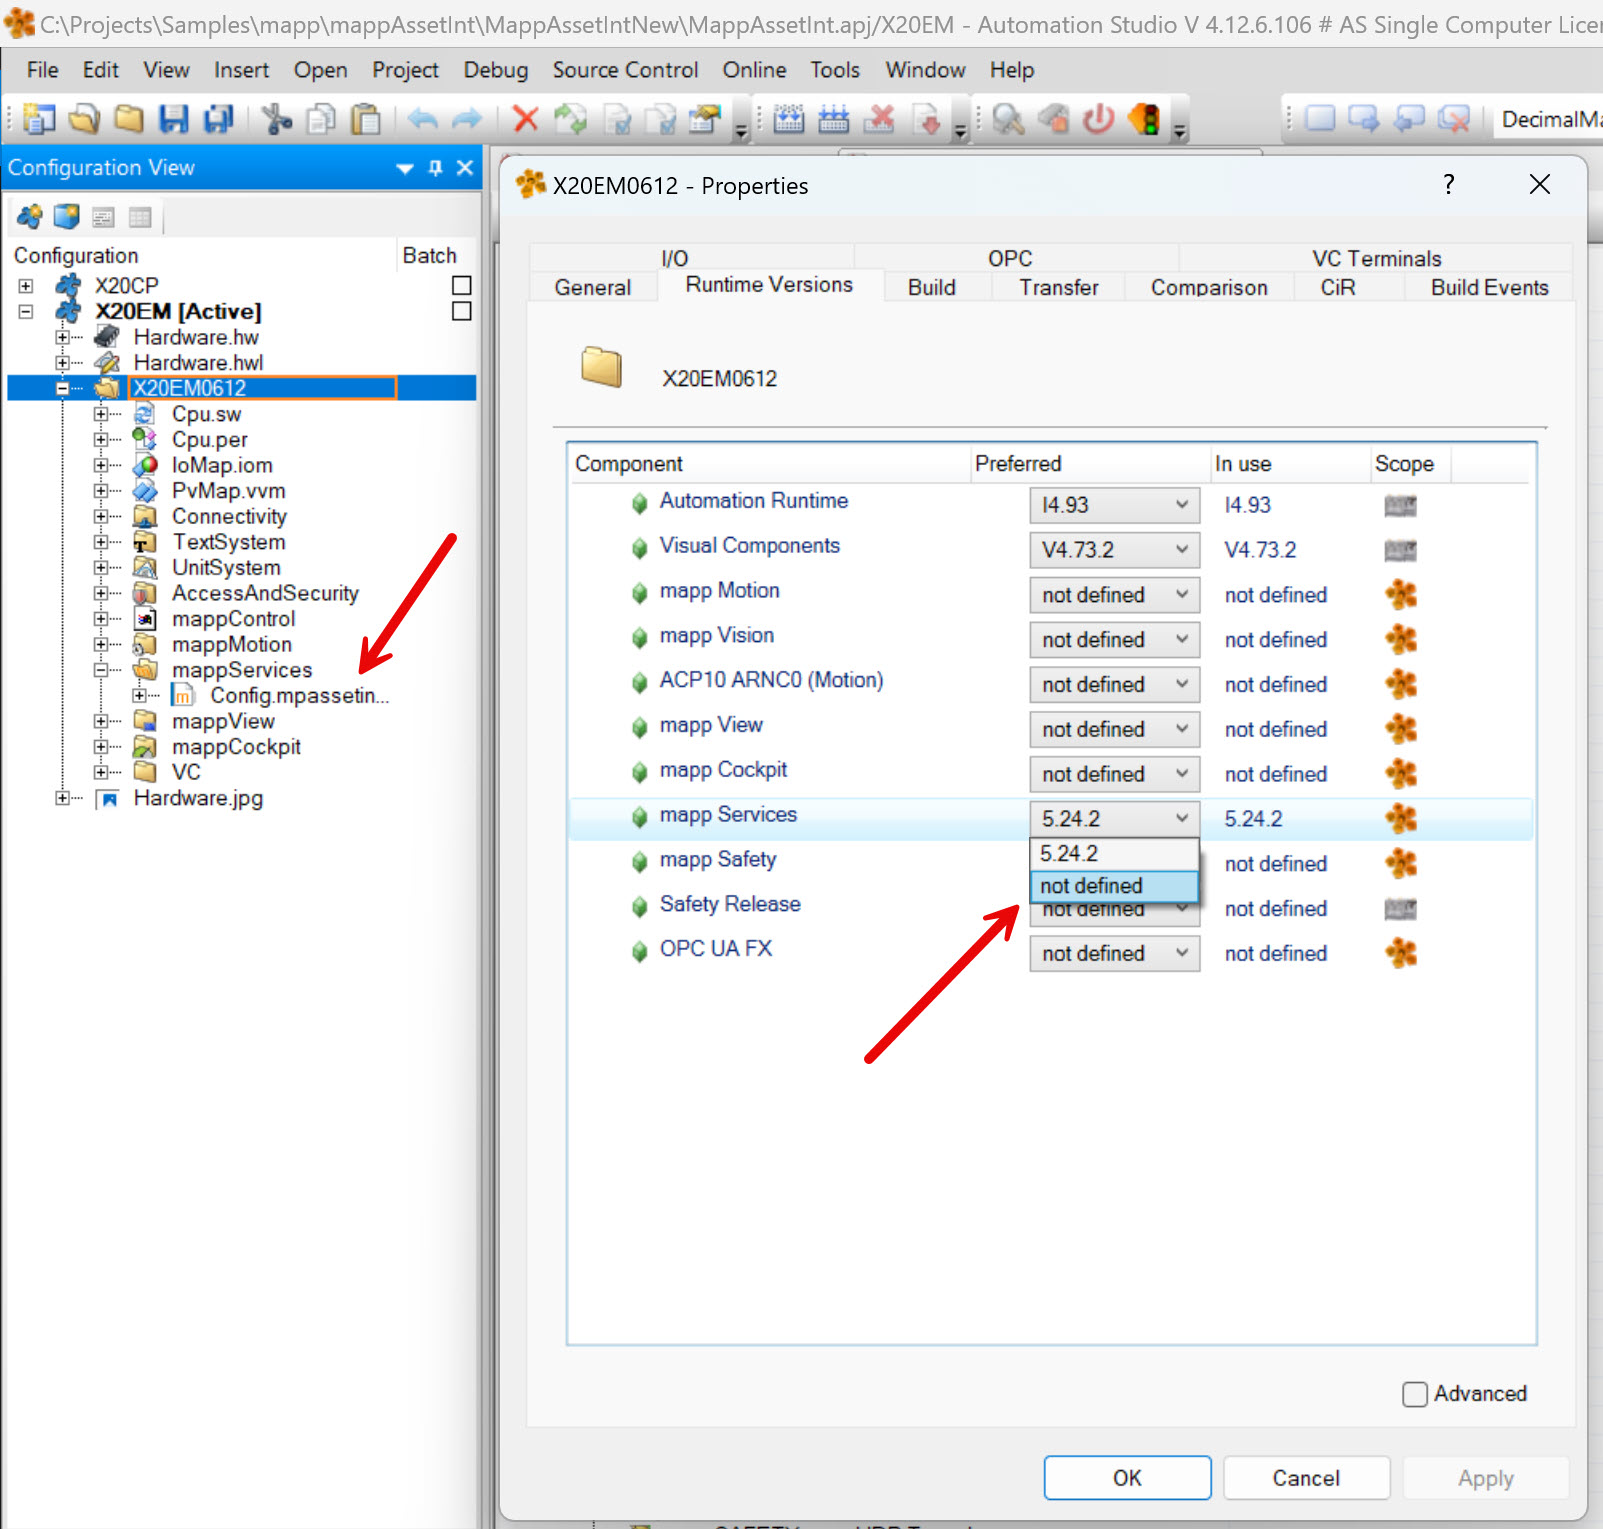 C:\Projects\Samples\mapp\mappAssetInt\MappAssetIntNew\MappAssetInt.apj/X20EM - Automation Studio V 4.12.6.106 # AS Single Computer
File Edit View Insert Open Project Debug Source Control Online Tools Window Help
Configuration View
Configuration Batch
X20CP
X20EM [Active]
Hardware.hw
Hardware.hwl
X20EM0612
Cpu.sw
Cpu.per
IoMap.iom
PvMap.vvm
Connectivity
TextSystem
UnitSystem
AccessAndSecurity
mappControl
mappMotion
mappServices
Config.mpassetin...
mappView
mappCockpit
VC
Hardware.jpg
X20EM0612 - Properties
?
I/O OPC VC Terminals
General Runtime Versions Build Transfer Comparison CiR Build Events
X20EM0612
Component Preferred In use Scope
Automation Runtime I4.93 I4.93
Visual Components V4.73.2 V4.73.2
mapp Motion not defined not defined
mapp Vision not defined not defined
ACP10 ARNC0 (Motion) not defined not defined
mapp View not defined not defined
mapp Cockpit not defined not defined
mapp Services 5.24.2 5.24.2
5.24.2
mapp Safety not defined
not defined
Safety Release not defined not defined
OPC UA FX not defined not defined
Advanced
OK Cancel Apply